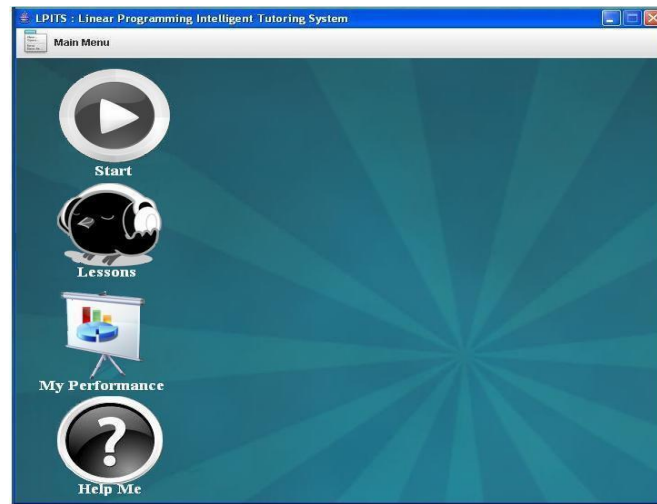 LPITS : Linear Programming Intelligent Tutoring System
Main Menu
Start
Lessons
My Performance
?
Help Me